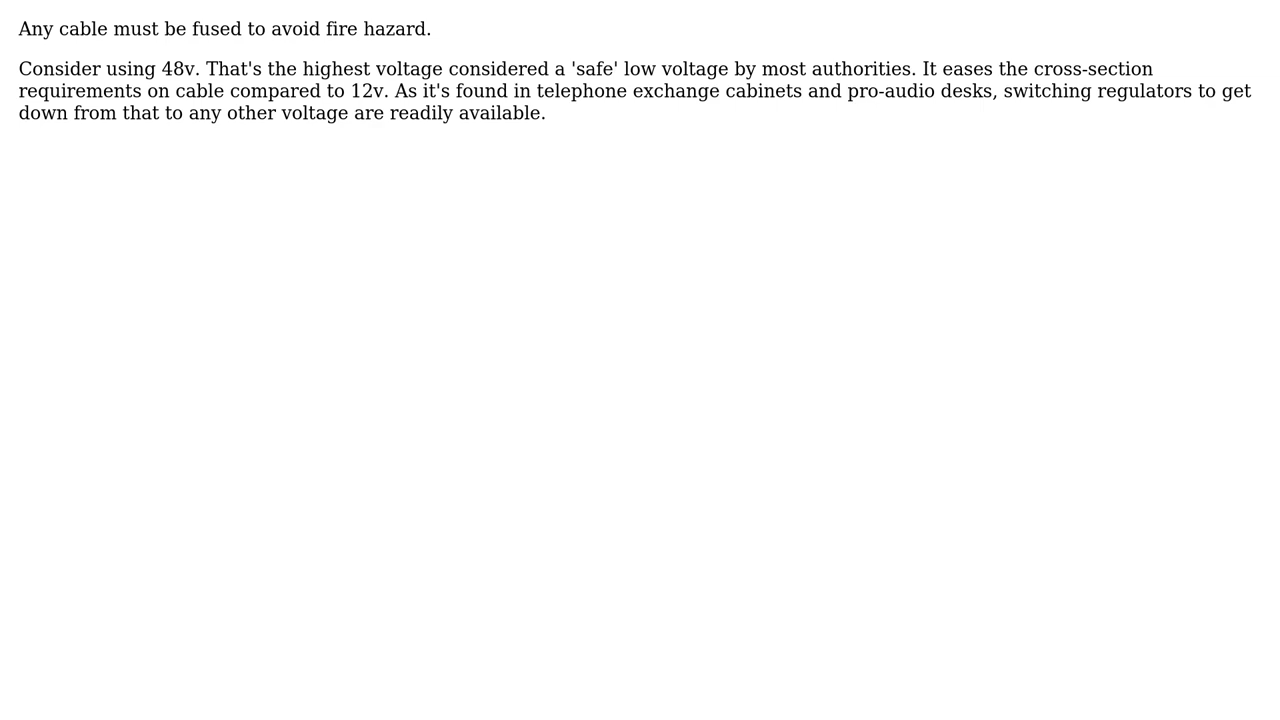 Any cable must be fused to avoid fire hazard.
Consider using 48v. That's the highest voltage considered a 'safe' low voltage by most authorities. It eases the cross-section
requirements on cable compared to 12v. As it's found in telephone exchange cabinets and pro-audio desks, switching regulators to get
down from that to any other voltage are readily available.